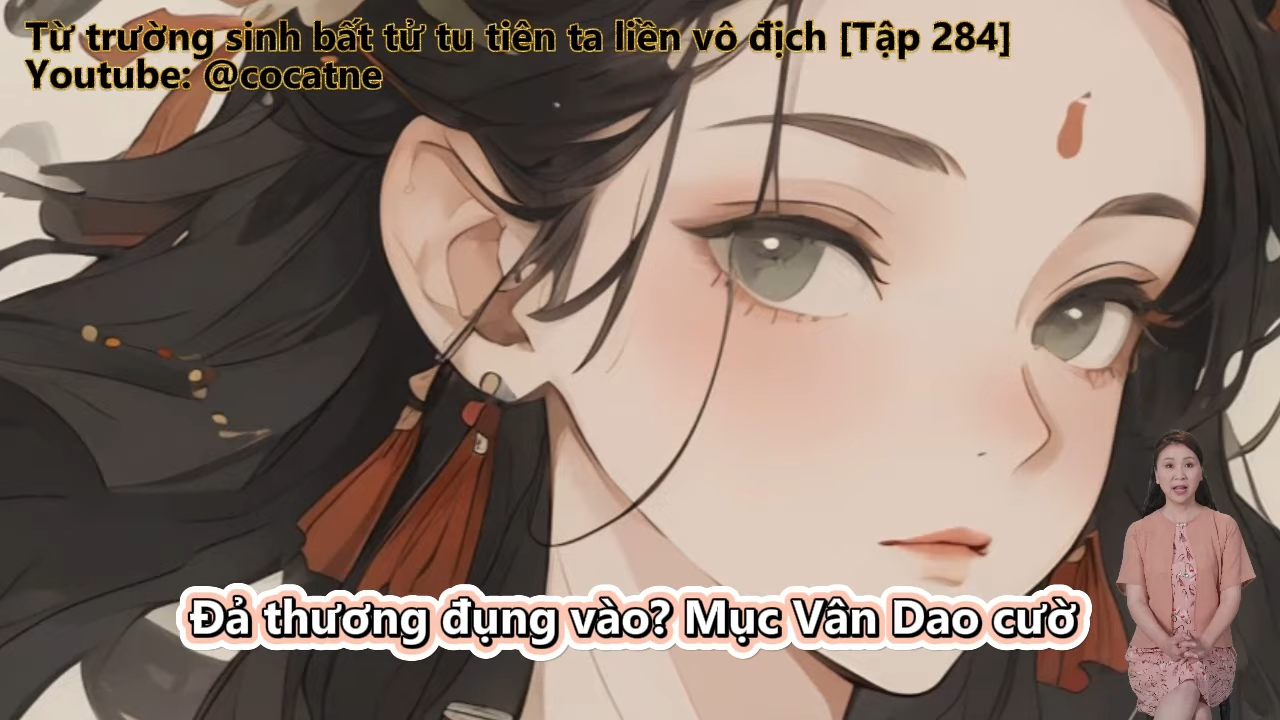 Từ trường sinh bất tử tu tiên ta liền vô địch [Tập 284]
Youtube: @cocatne
Đả thương đụng vào? Mục Vân Dao cườ